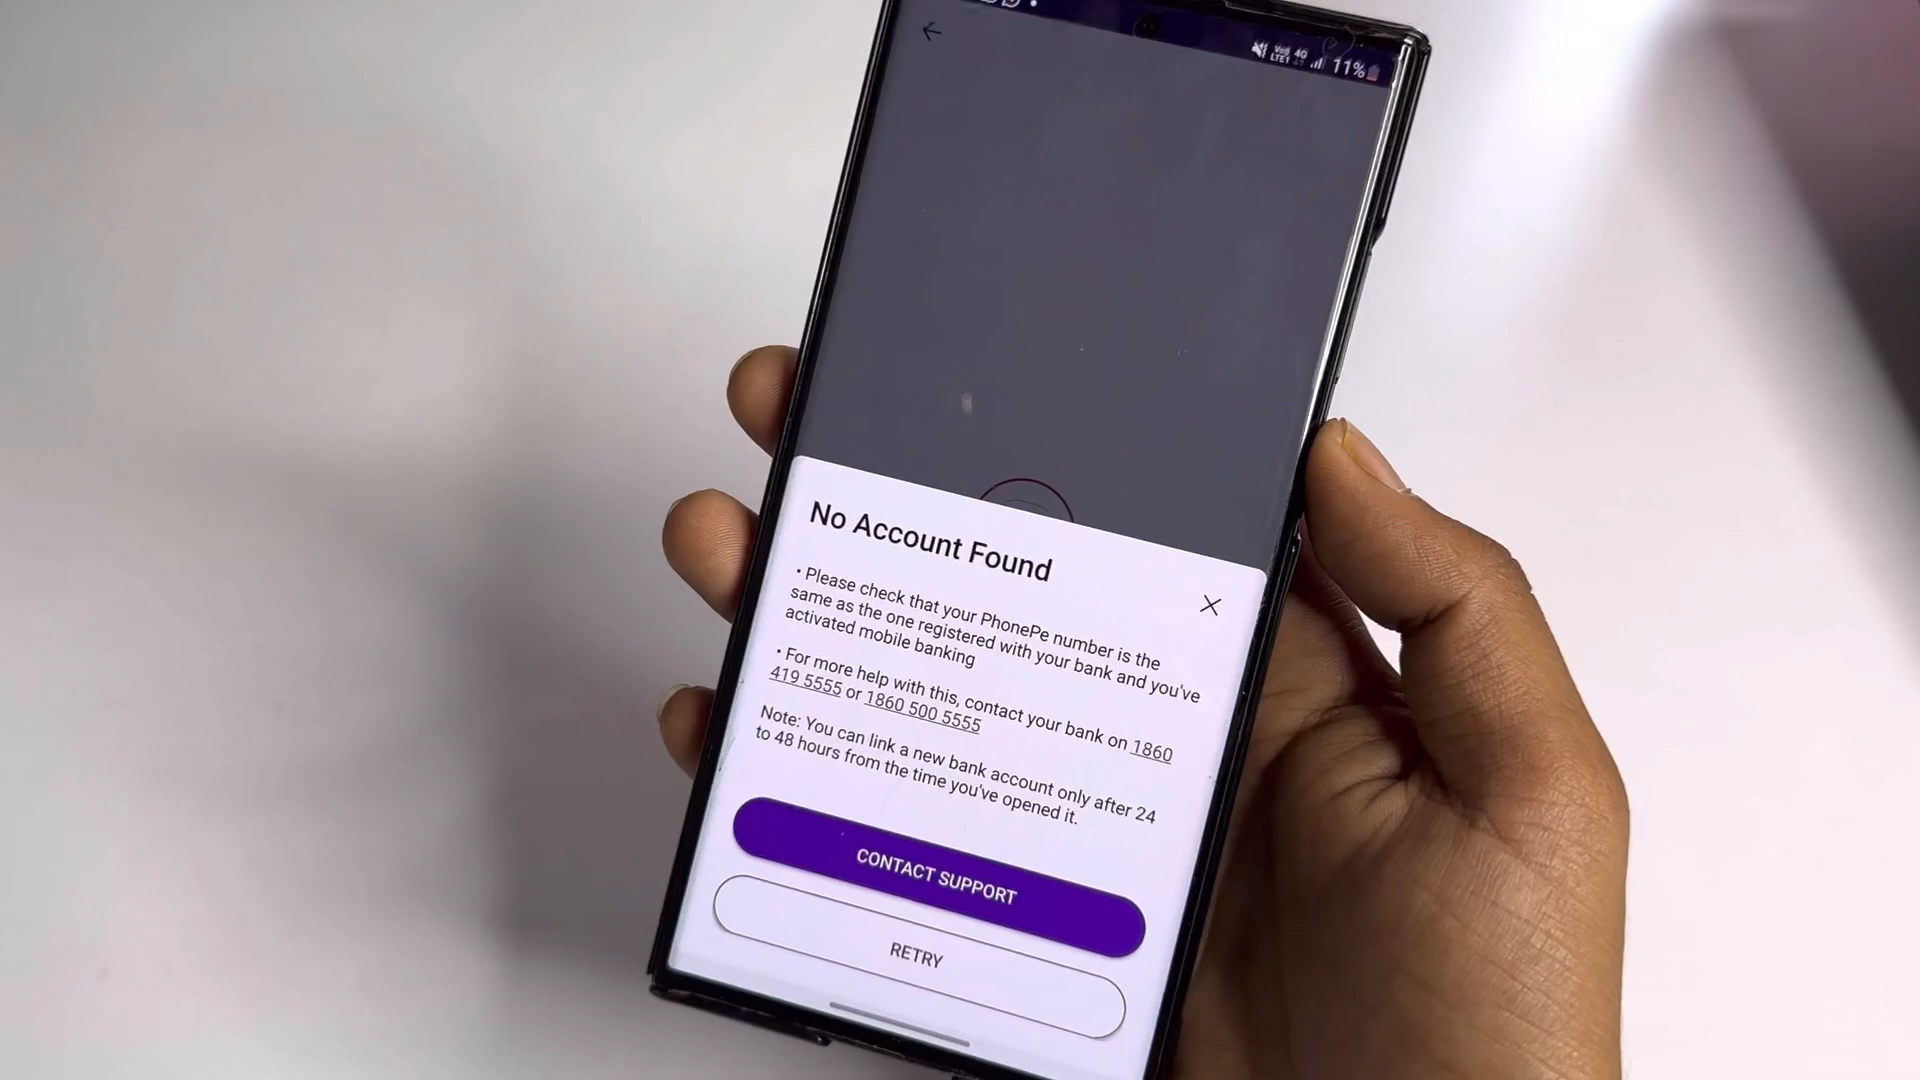 Vo)) 4G
LTE1 11%
No Account Found
• Please check that your PhonePe number is the
same as the one registered with your bank and you've
activated mobile banking
• For more help with this, contact your bank on 1860
419 5555 or 1860 500 5555
Note: You can link a new bank account only after 24
to 48 hours from the time you've opened it.
CONTACT SUPPORT
RETRY